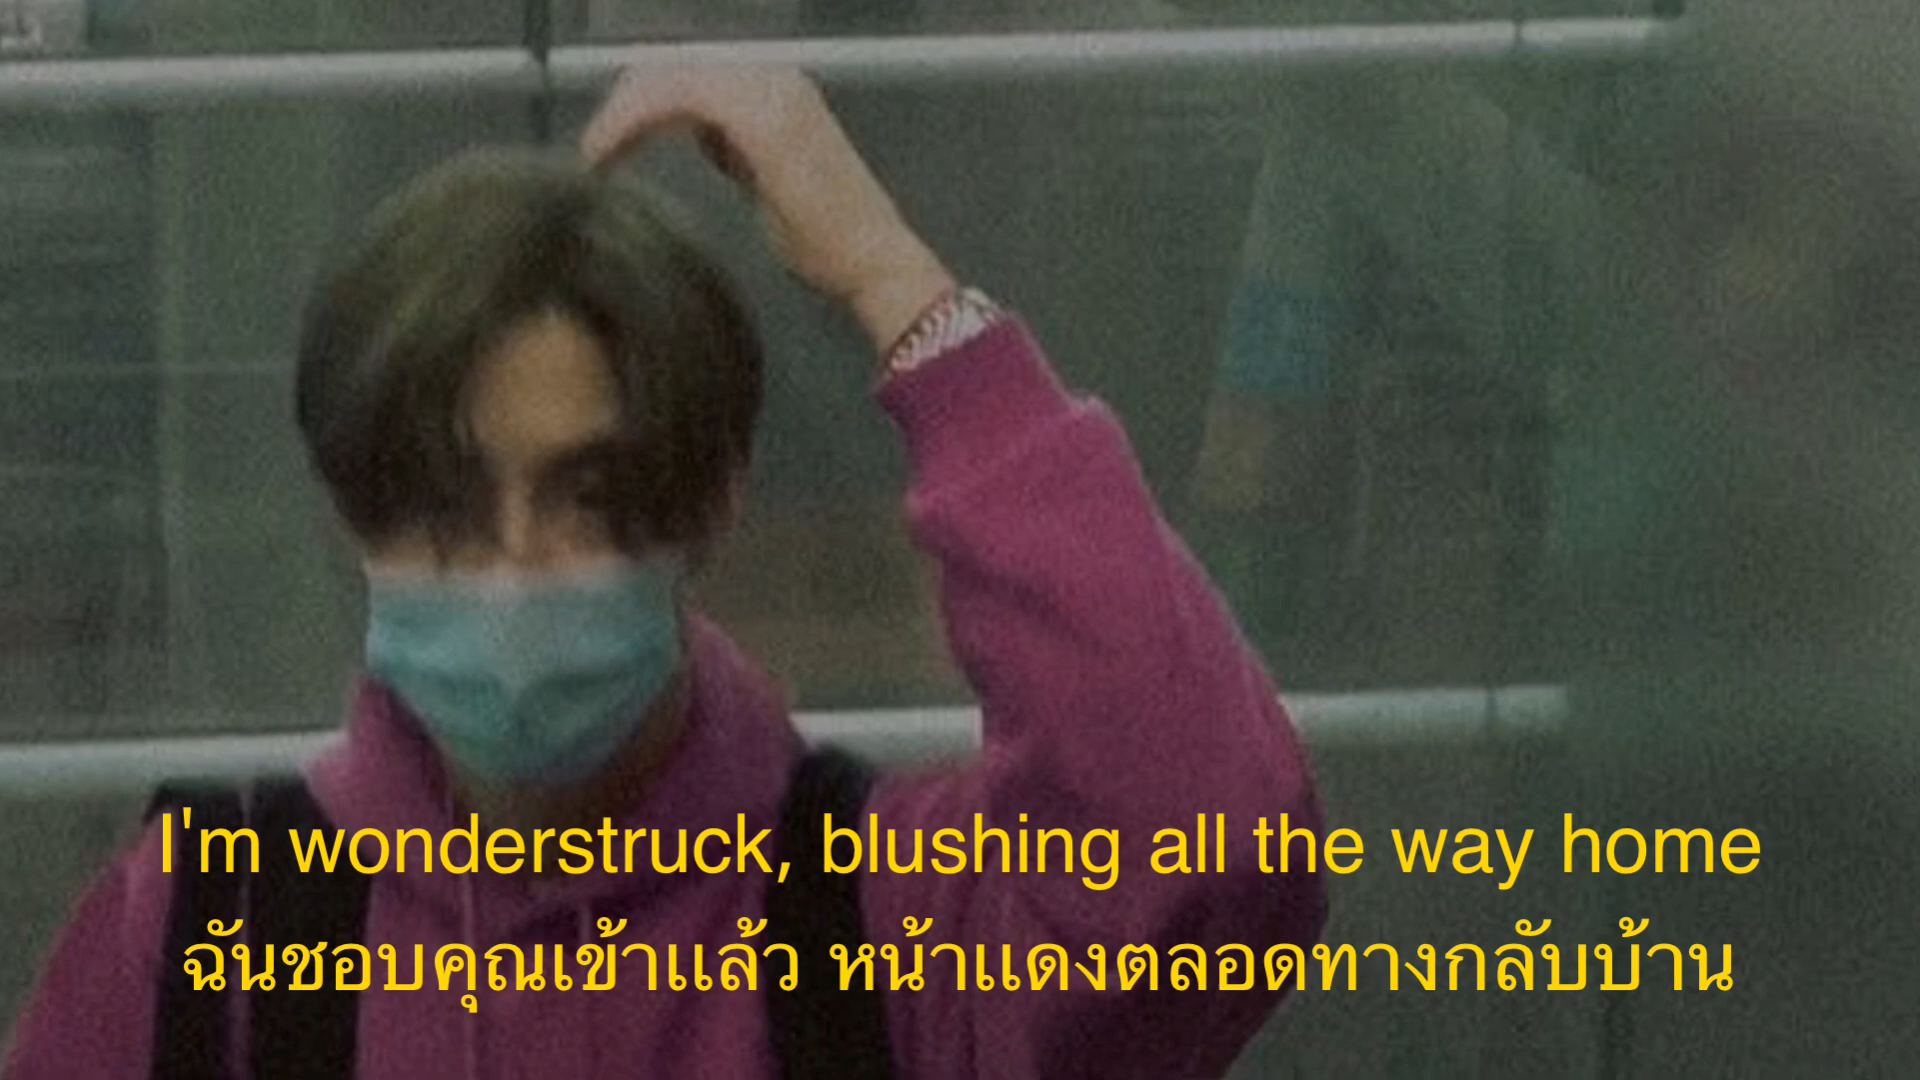 I'm wonderstruck, blushing all the way home
ฉันชอบคุณเข้าแล้ว หน้าแดงตลอดทางกลับบ้าน